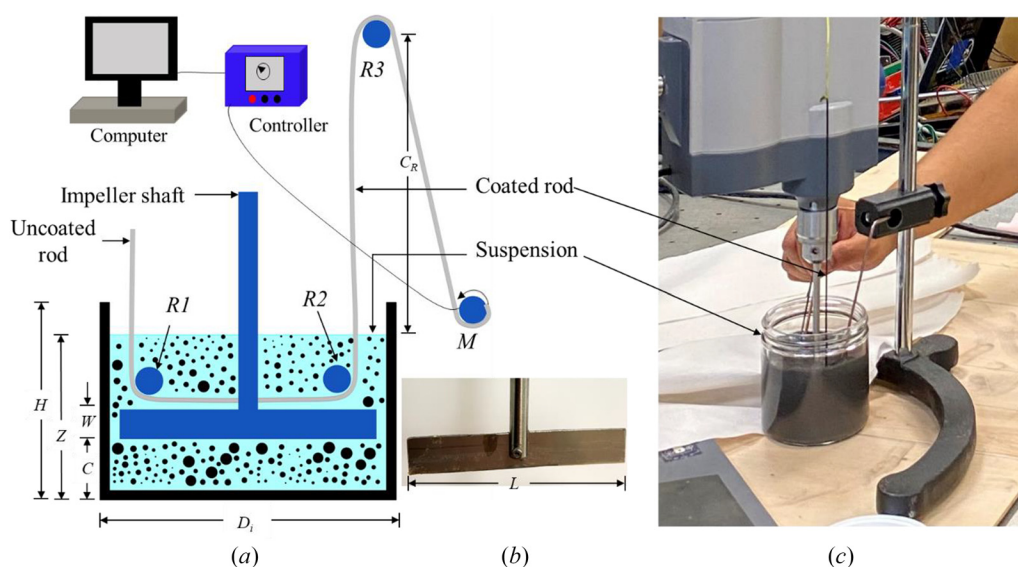 R3
Computer
Controller
C_R
Impeller shaft
Coated rod
Uncoated
rod
Suspension
R1
R2
M
H
Z
W
C
L
D_i
(a)
(b)
(c)